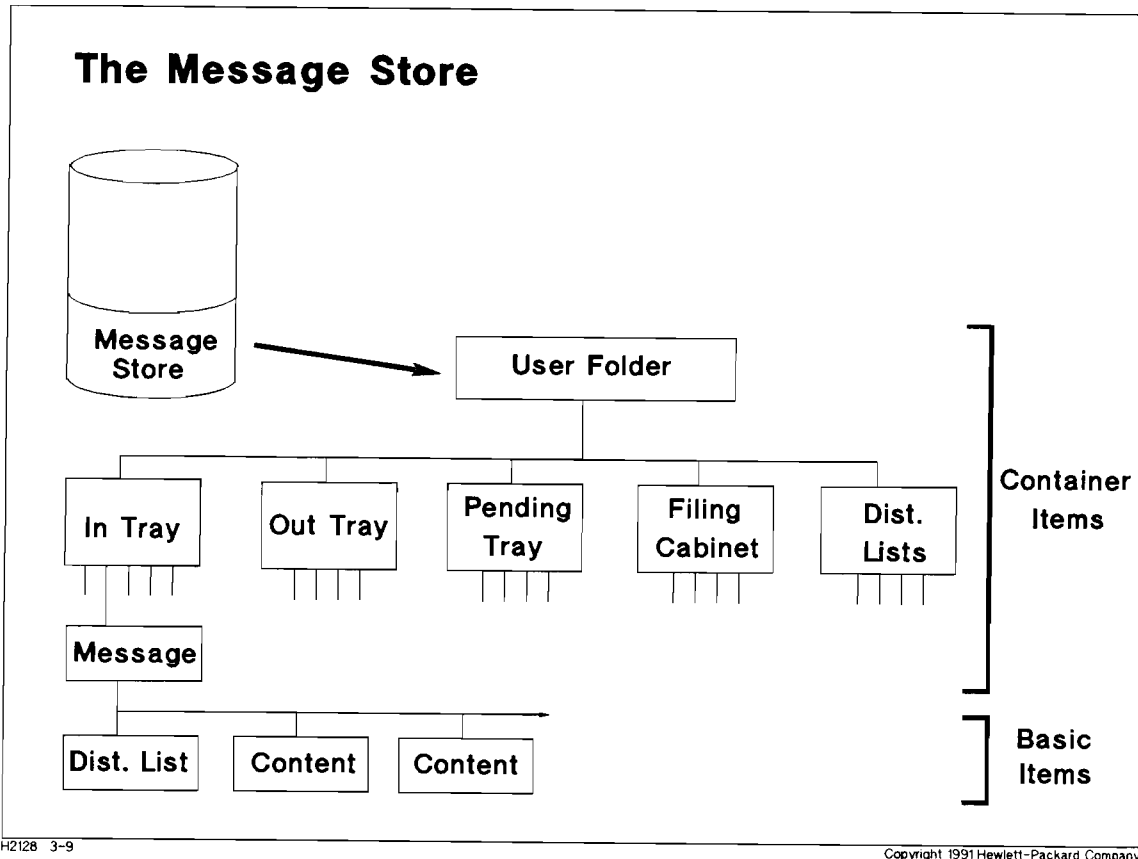 The Message Store
Message
Store
User Folder
In Tray
Out Tray
Pending
Tray
Filing
Cabinet
Dist.
Lists
Container
Items
Message
Dist. List
Content
Content
Basic
Items
H2128 3-9
Copyright 1991 Hewlett-Packard Company